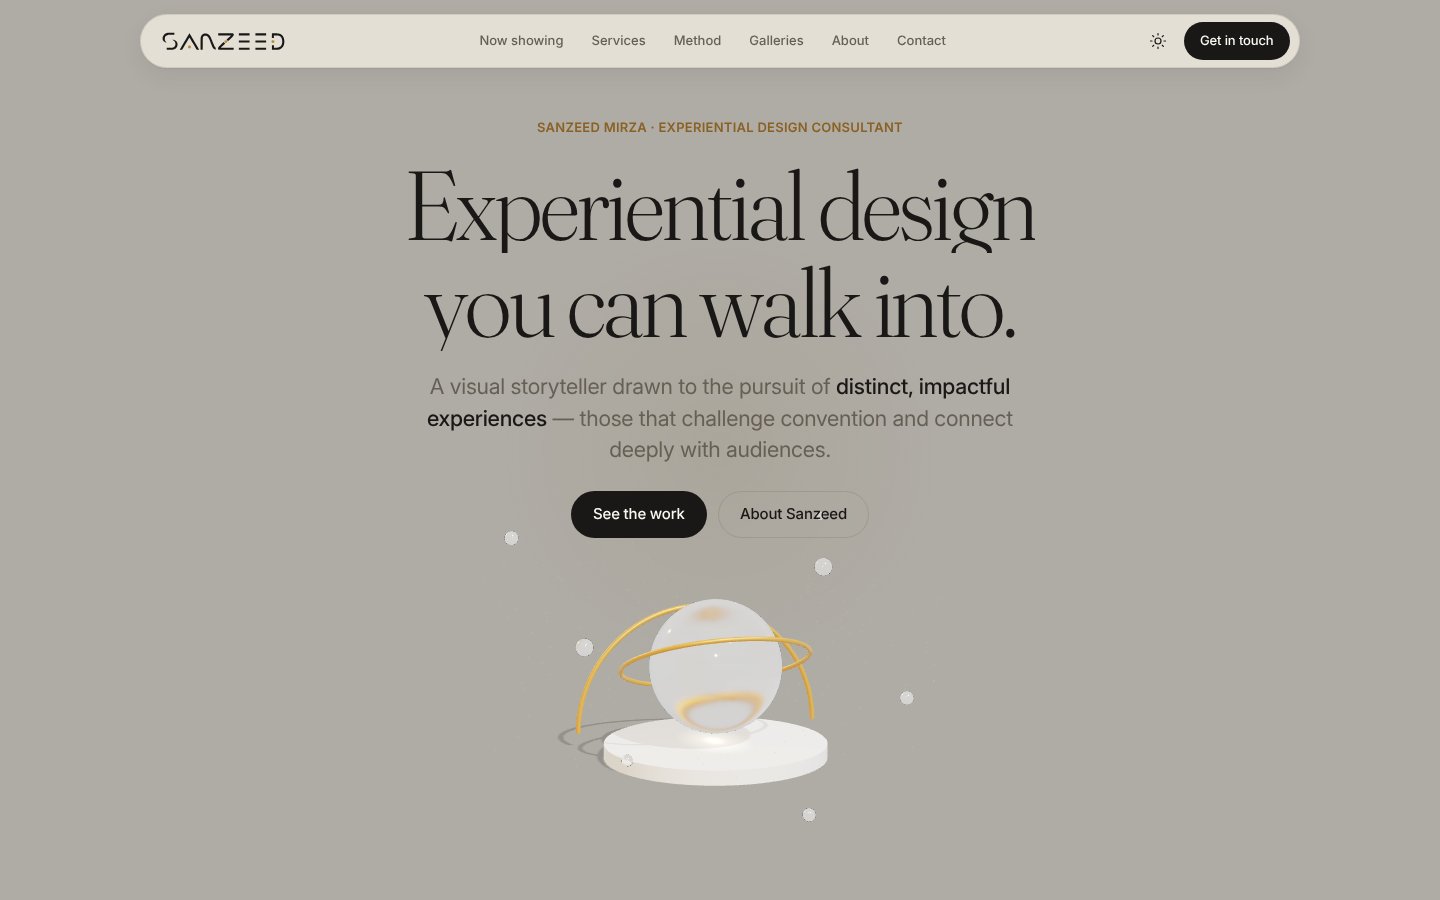 SANZEED
Now showing
Services
Method
Galleries
About
Contact
Get in touch
SANZEED MIRZA · EXPERIENTIAL DESIGN CONSULTANT
Experiential design
you can walk into.
A visual storyteller drawn to the pursuit of distinct, impactful
experiences — those that challenge convention and connect
deeply with audiences.
See the work
About Sanzeed